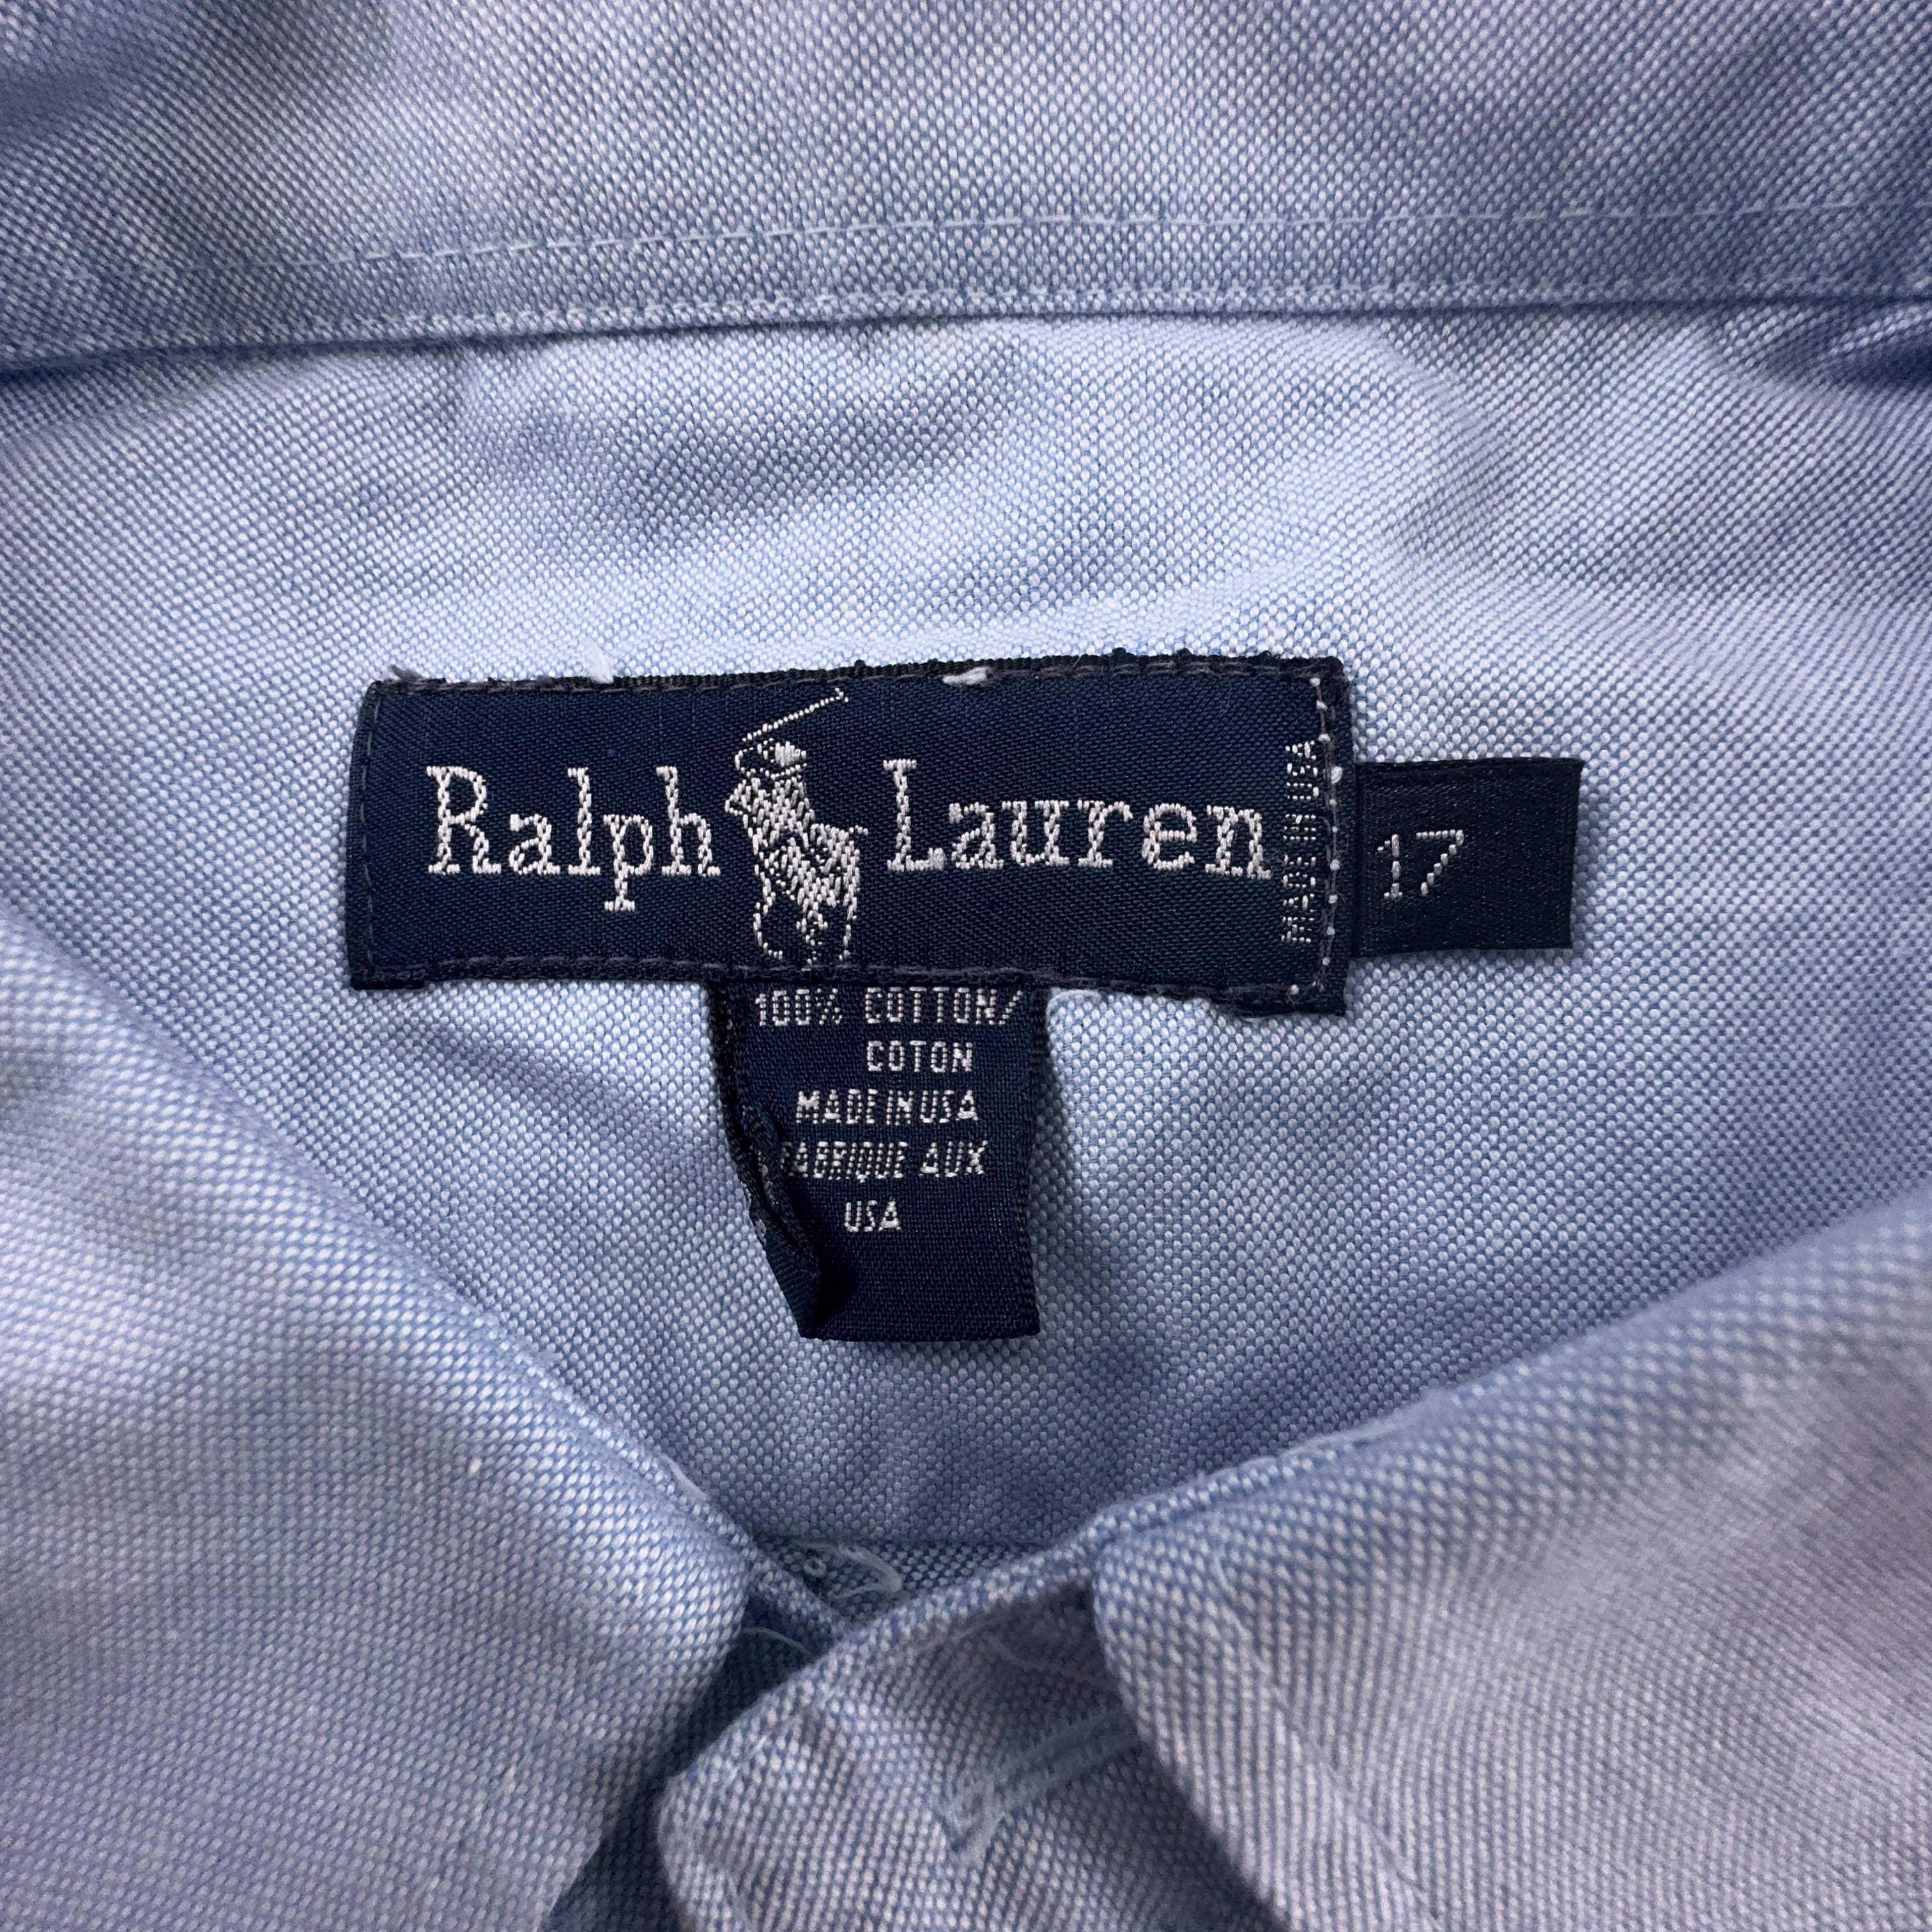 Ralph Lauren
MADE IN USA
17
100% COTTON/
COTON
MADE IN USA
FABRIQUE AUX
USA